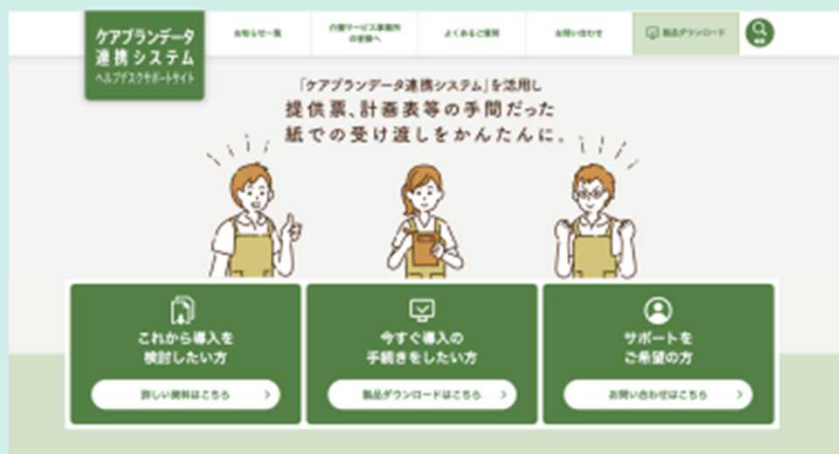 ケアプランデータ
連携システム
ヘルプデスクサポートサイト
お知らせ一覧
介護サービス事業所
の皆様へ
よくあるご質問
お問い合わせ
製品ダウンロード
検索
「ケアプランデータ連携システム」を活用し
提供票、計画表等の手間だった
紙での受け渡しをかんたんに。
これから導入を
検討したい方
詳しい資料はこちら
今すぐ導入の
手続きをしたい方
製品ダウンロードはこちら
サポートを
ご希望の方
お問い合わせはこちら